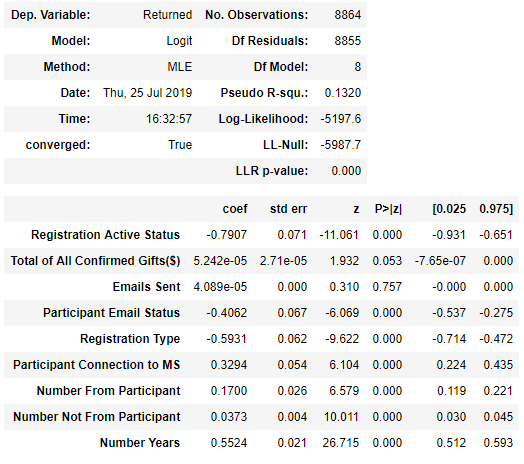 Dep. Variable: Returned No. Observations: 8864
Model: Logit Df Residuals: 8855
Method: MLE Df Model: 8
Date: Thu, 25 Jul 2019 Pseudo R-squ.: 0.1320
Time: 16:32:57 Log-Likelihood: -5197.6
converged: True LL-Null: -5987.7
LLR p-value: 0.000
coef std err z P>|z| [0.025 0.975]
Registration Active Status -0.7907 0.071 -11.061 0.000 -0.931 -0.651
Total of All Confirmed Gifts($) 5.242e-05 2.71e-05 1.932 0.053 -7.65e-07 0.000
Emails Sent 4.089e-05 0.000 0.310 0.757 -0.000 0.000
Participant Email Status -0.4062 0.067 -6.069 0.000 -0.537 -0.275
Registration Type -0.5931 0.062 -9.622 0.000 -0.714 -0.472
Participant Connection to MS 0.3294 0.054 6.104 0.000 0.224 0.435
Number From Participant 0.1700 0.026 6.579 0.000 0.119 0.221
Number Not From Participant 0.0373 0.004 10.011 0.000 0.030 0.045
Number Years 0.5524 0.021 26.715 0.000 0.512 0.593